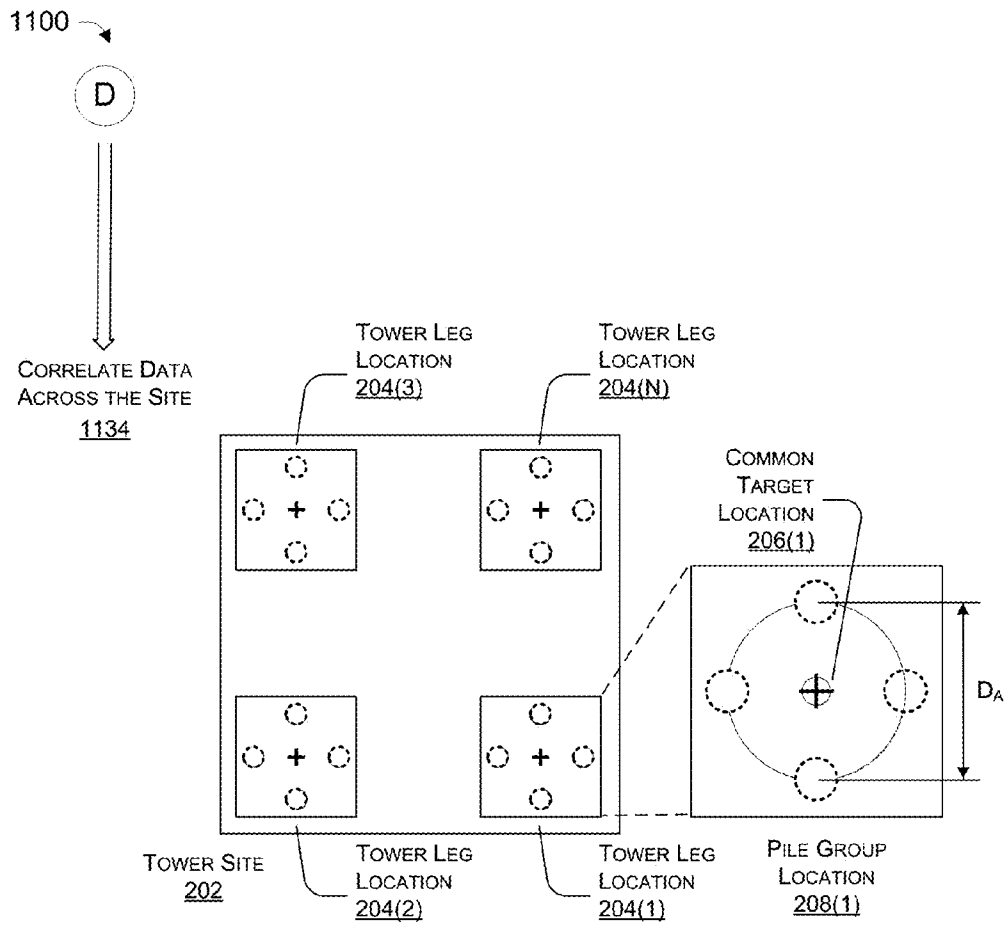 1100
D
TOWER LEG
LOCATION
204(3)
TOWER LEG
LOCATION
204(N)
CORRELATE DATA
ACROSS THE SITE
1134
COMMON
TARGET
LOCATION
206(1)
DA
TOWER SITE
202
TOWER LEG
LOCATION
204(2)
TOWER LEG
LOCATION
204(1)
PILE GROUP
LOCATION
208(1)